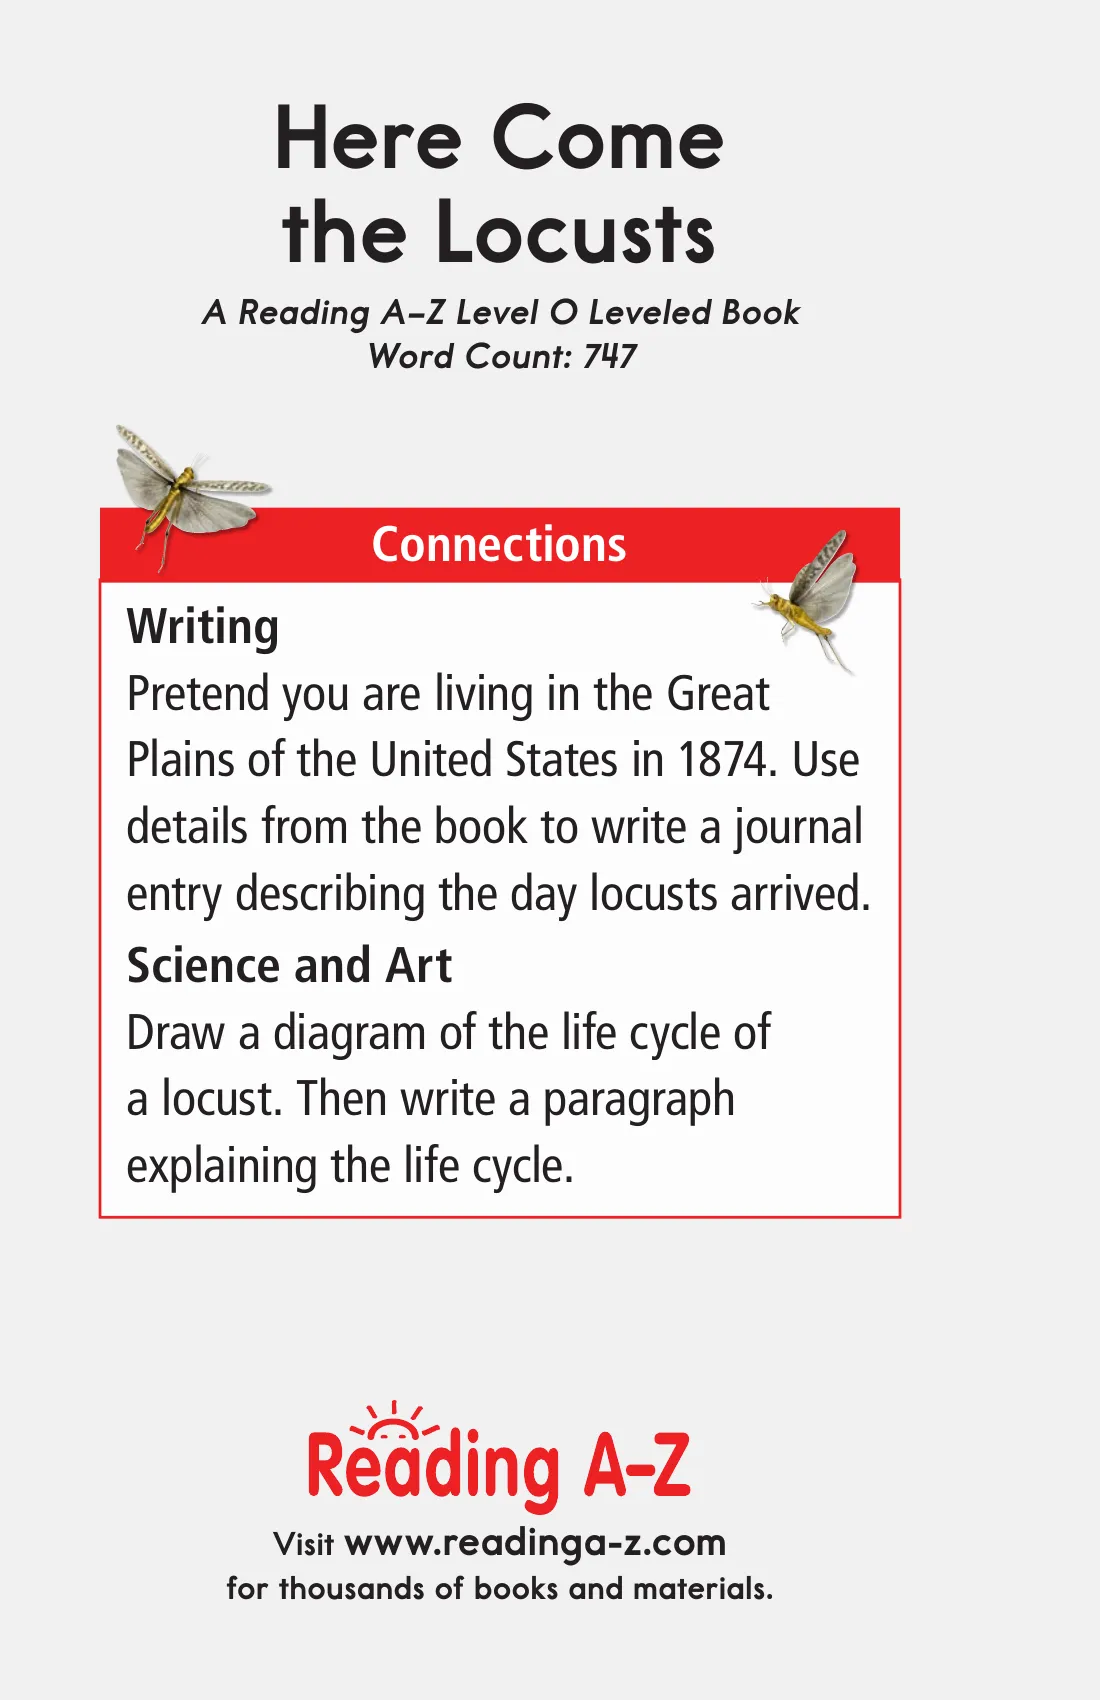 Here Come
the Locusts
A Reading A–Z Level O Leveled Book
Word Count: 747
Connections
Writing
Pretend you are living in the Great
Plains of the United States in 1874. Use
details from the book to write a journal
entry describing the day locusts arrived.
Science and Art
Draw a diagram of the life cycle of
a locust. Then write a paragraph
explaining the life cycle.
Reading A–Z
Visit www.readinga-z.com
for thousands of books and materials.